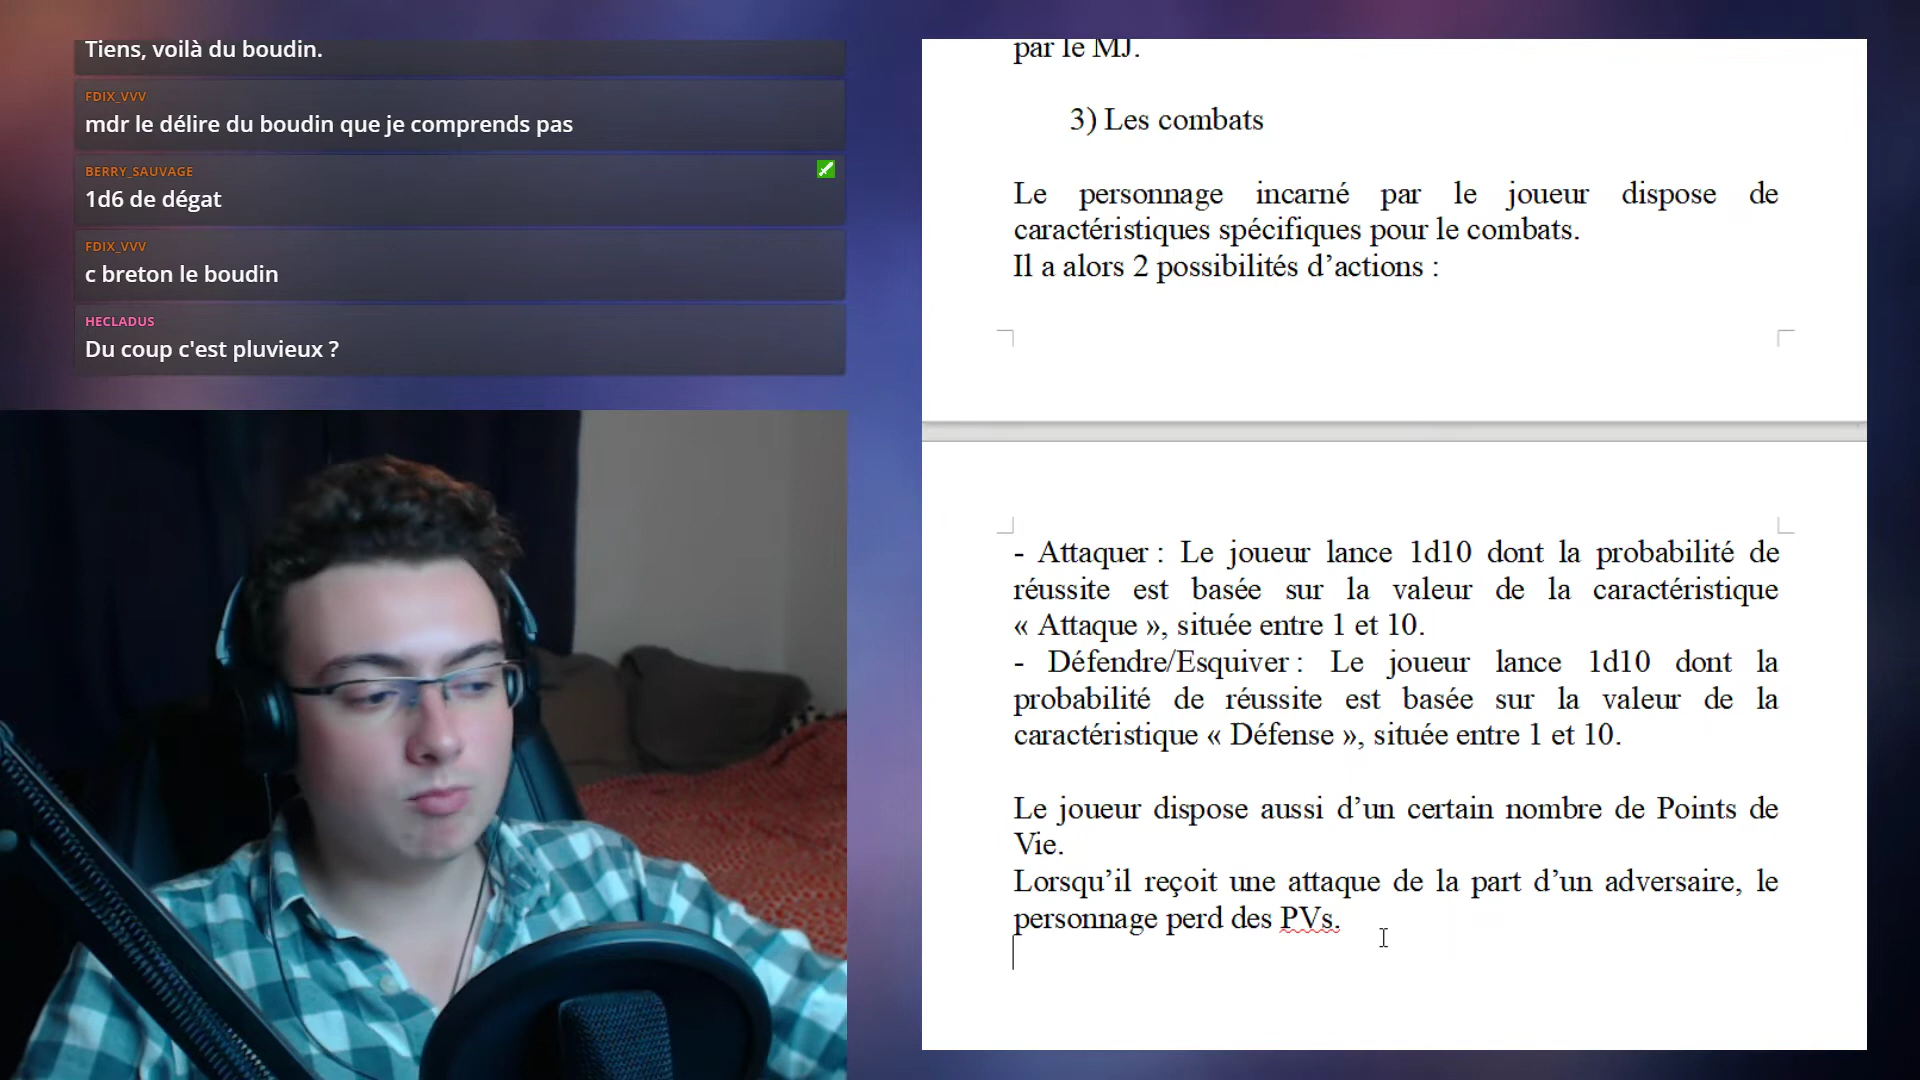 Tiens, voilà du boudin.
FDIX_VVV
mdr le délire du boudin que je comprends pas
BERRY_SAUVAGE
1d6 de dégat
FDIX_VVV
c breton le boudin
HECLADUS
Du coup c'est pluvieux ?
par le MJ.
3) Les combats
Le personnage incarné par le joueur dispose de
caractéristiques spécifiques pour le combats.
Il a alors 2 possibilités d’actions :
- Attaquer : Le joueur lance 1d10 dont la probabilité de
réussite est basée sur la valeur de la caractéristique
« Attaque », située entre 1 et 10.
- Défendre/Esquiver : Le joueur lance 1d10 dont la
probabilité de réussite est basée sur la valeur de la
caractéristique « Défense », située entre 1 et 10.
Le joueur dispose aussi d’un certain nombre de Points de
Vie.
Lorsqu’il reçoit une attaque de la part d’un adversaire, le
personnage perd des PVs.